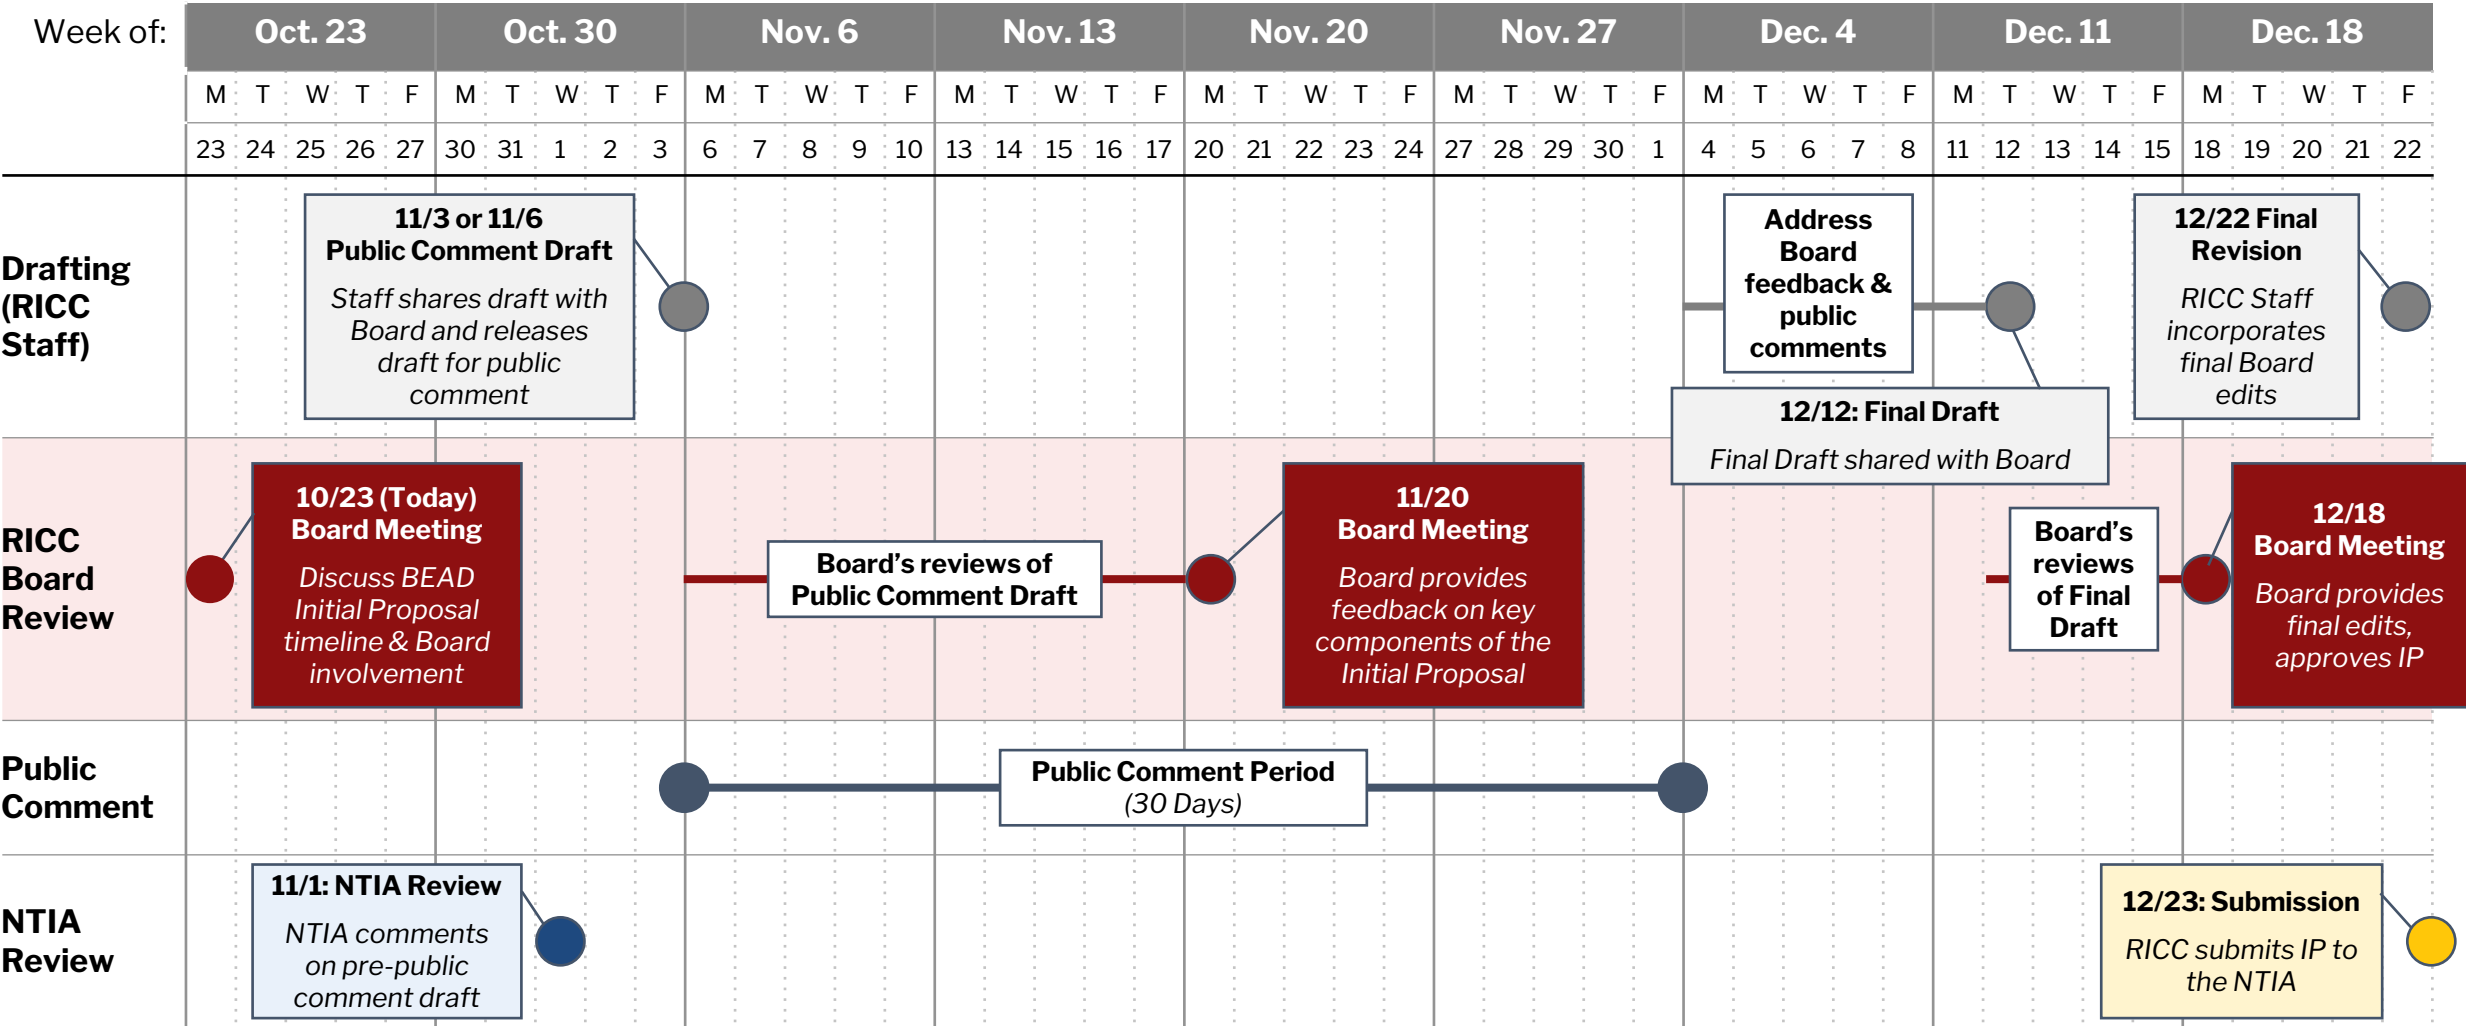 Week of: Oct. 23 Oct. 30 Nov. 6 Nov. 13 Nov. 20 Nov. 27 Dec. 4 Dec. 11 Dec. 18
M T W T F M T W T F M T W T F M T W T F M T W T F M T W T F M T W T F M T W T F M T W T F
23 24 25 26 27 30 31 1 2 3 6 7 8 9 10 13 14 15 16 17 20 21 22 23 24 27 28 29 30 1 4 5 6 7 8 11 12 13 14 15 18 19 20 21 22
Drafting
(RICC
Staff)
11/3 or 11/6
Public Comment Draft
Staff shares draft with
Board and releases
draft for public
comment
Address
Board
feedback &
public
comments
12/12: Final Draft
Final Draft shared with Board
12/22 Final
Revision
RICC Staff
incorporates
final Board
edits
RICC
Board
Review
10/23 (Today)
Board Meeting
Discuss BEAD
Initial Proposal
timeline & Board
involvement
Board's reviews of
Public Comment Draft
11/20
Board Meeting
Board provides
feedback on key
components of the
Initial Proposal
Board's
reviews
of Final
Draft
12/18
Board Meeting
Board provides
final edits,
approves IP
Public
Comment
Public Comment Period
(30 Days)
NTIA
Review
11/1: NTIA Review
NTIA comments
on pre-public
comment draft
12/23: Submission
RICC submits IP to
the NTIA